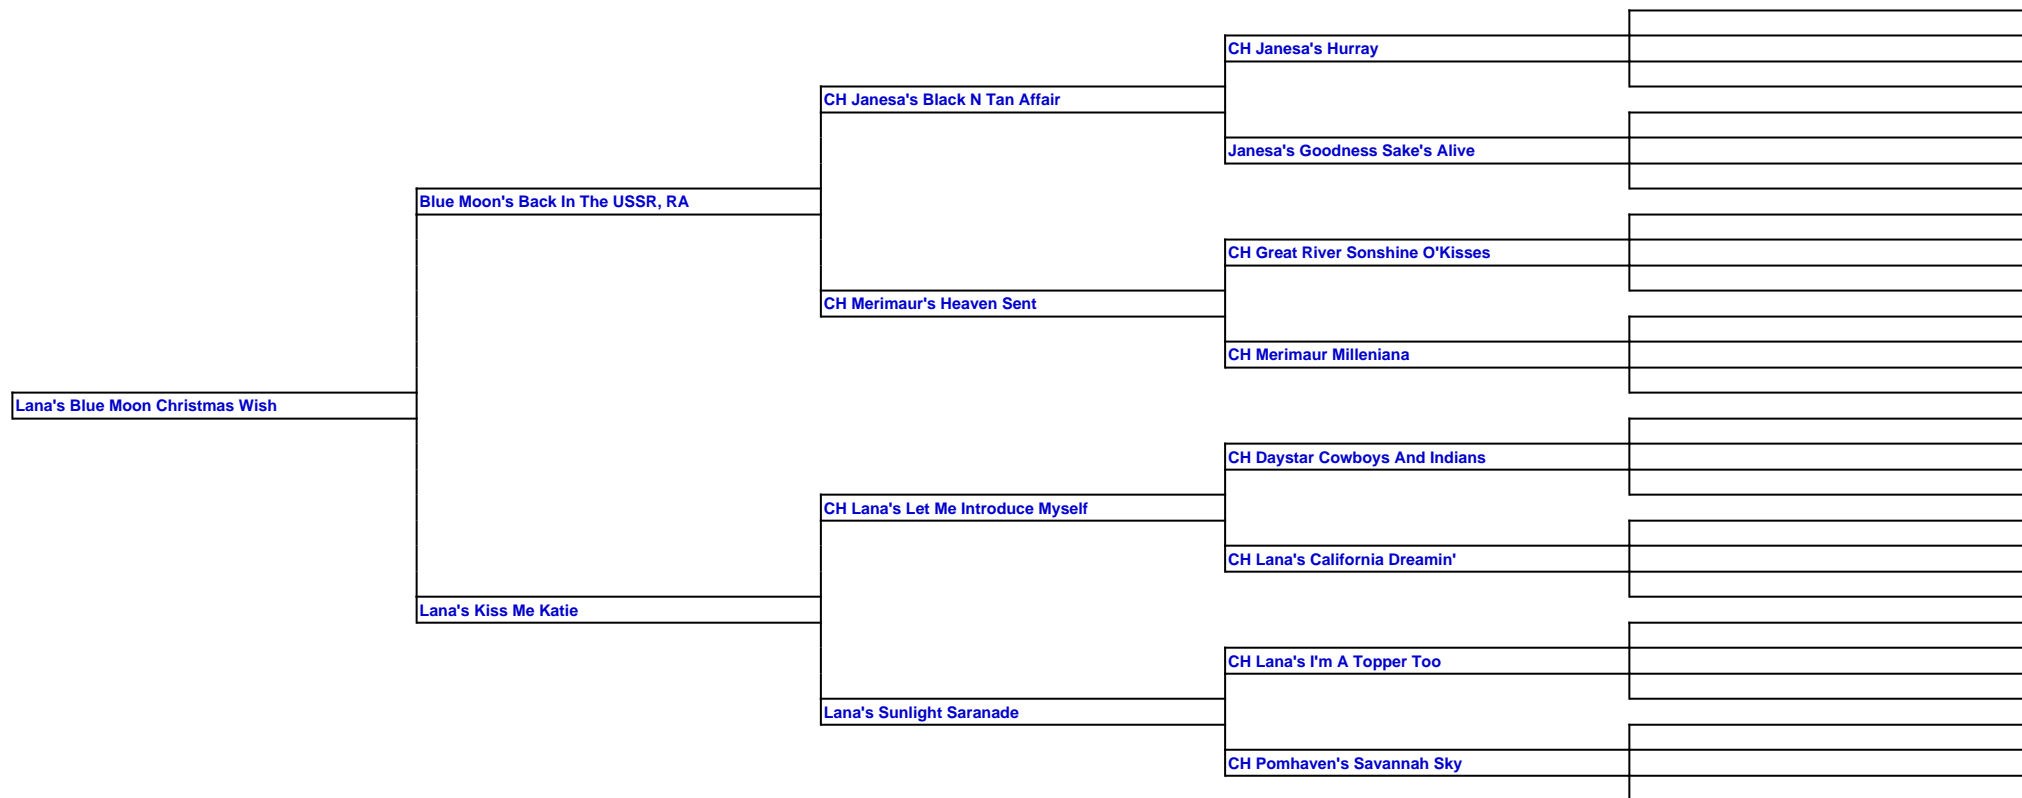 CH Janesa's Hurray
CH Janesa's Black N Tan Affair
Janesa's Goodness Sake's Alive
Blue Moon's Back In The USSR, RA
CH Great River Sonshine O'Kisses
CH Merimaur's Heaven Sent
CH Merimaur Milleniana
Lana's Blue Moon Christmas Wish
CH Daystar Cowboys And Indians
CH Lana's Let Me Introduce Myself
CH Lana's California Dreamin'
Lana's Kiss Me Katie
CH Lana's I'm A Topper Too
Lana's Sunlight Saranade
CH Pomhaven's Savannah Sky